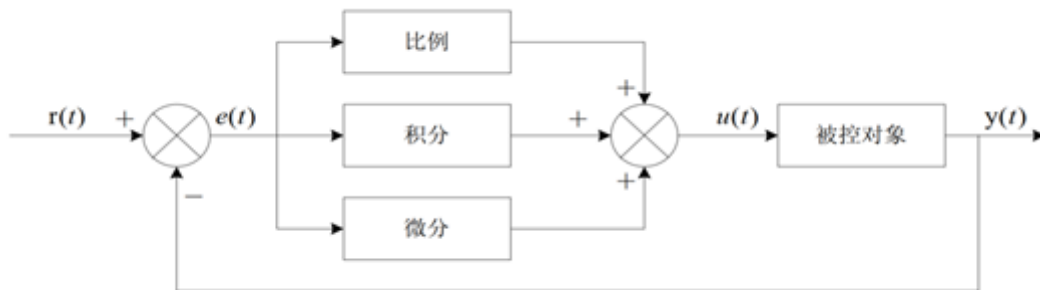 比例
r(t) + e(t) 积分 + + + u(t) 被控对象 y(t)
−
微分